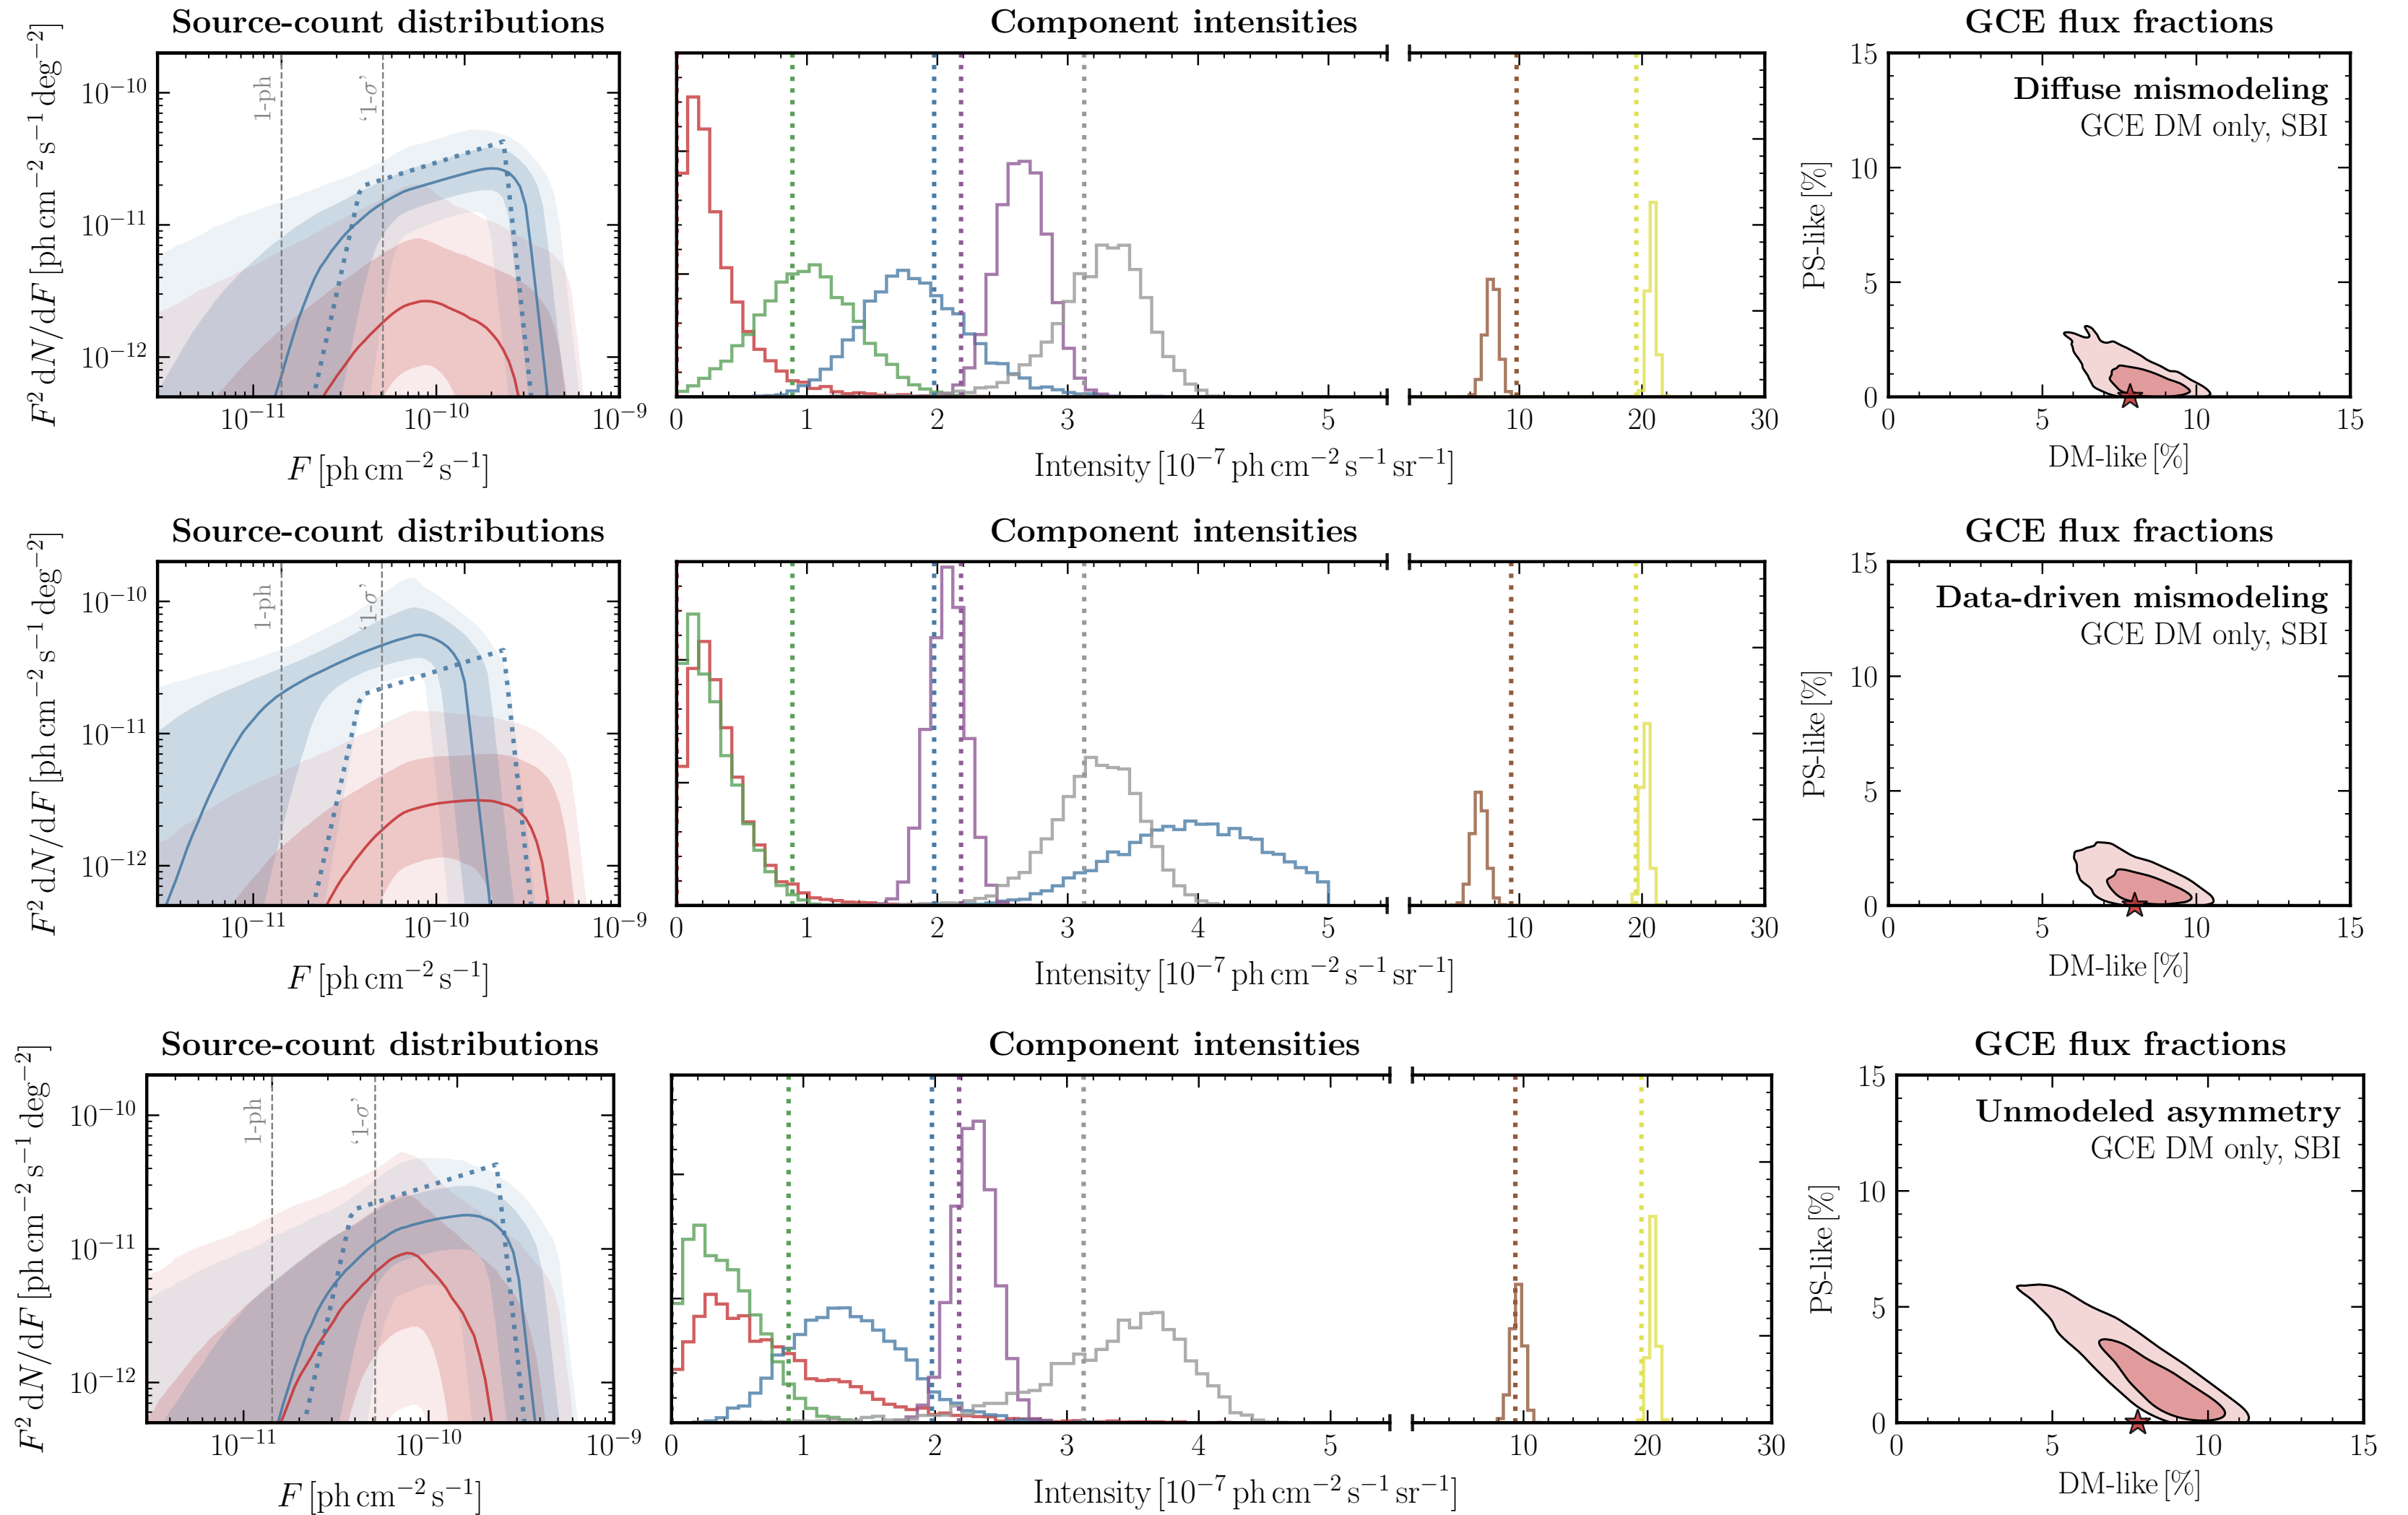 Source-count distributions
Component intensities
GCE flux fractions
F² dN/dF [ph cm⁻² s⁻¹ deg⁻²]
10⁻¹⁰
10⁻¹¹
10⁻¹²
1-ph
‘1-σ’
10⁻¹¹ 10⁻¹⁰ 10⁻⁹
F [ph cm⁻² s⁻¹]
0 1 2 3 4 5 10 20 30
Intensity [10⁻⁷ ph cm⁻² s⁻¹ sr⁻¹]
PS-like [%]
15
10
5
0
Diffuse mismodeling
GCE DM only, SBI
0 5 10 15
DM-like [%]
Source-count distributions
Component intensities
GCE flux fractions
F² dN/dF [ph cm⁻² s⁻¹ deg⁻²]
10⁻¹⁰
10⁻¹¹
10⁻¹²
1-ph
‘1-σ’
10⁻¹¹ 10⁻¹⁰ 10⁻⁹
F [ph cm⁻² s⁻¹]
0 1 2 3 4 5 10 20 30
Intensity [10⁻⁷ ph cm⁻² s⁻¹ sr⁻¹]
PS-like [%]
15
10
5
0
Data-driven mismodeling
GCE DM only, SBI
0 5 10 15
DM-like [%]
Source-count distributions
Component intensities
GCE flux fractions
F² dN/dF [ph cm⁻² s⁻¹ deg⁻²]
10⁻¹⁰
10⁻¹¹
10⁻¹²
1-ph
‘1-σ’
10⁻¹¹ 10⁻¹⁰ 10⁻⁹
F [ph cm⁻² s⁻¹]
0 1 2 3 4 5 10 20 30
Intensity [10⁻⁷ ph cm⁻² s⁻¹ sr⁻¹]
PS-like [%]
15
10
5
0
Unmodeled asymmetry
GCE DM only, SBI
0 5 10 15
DM-like [%]